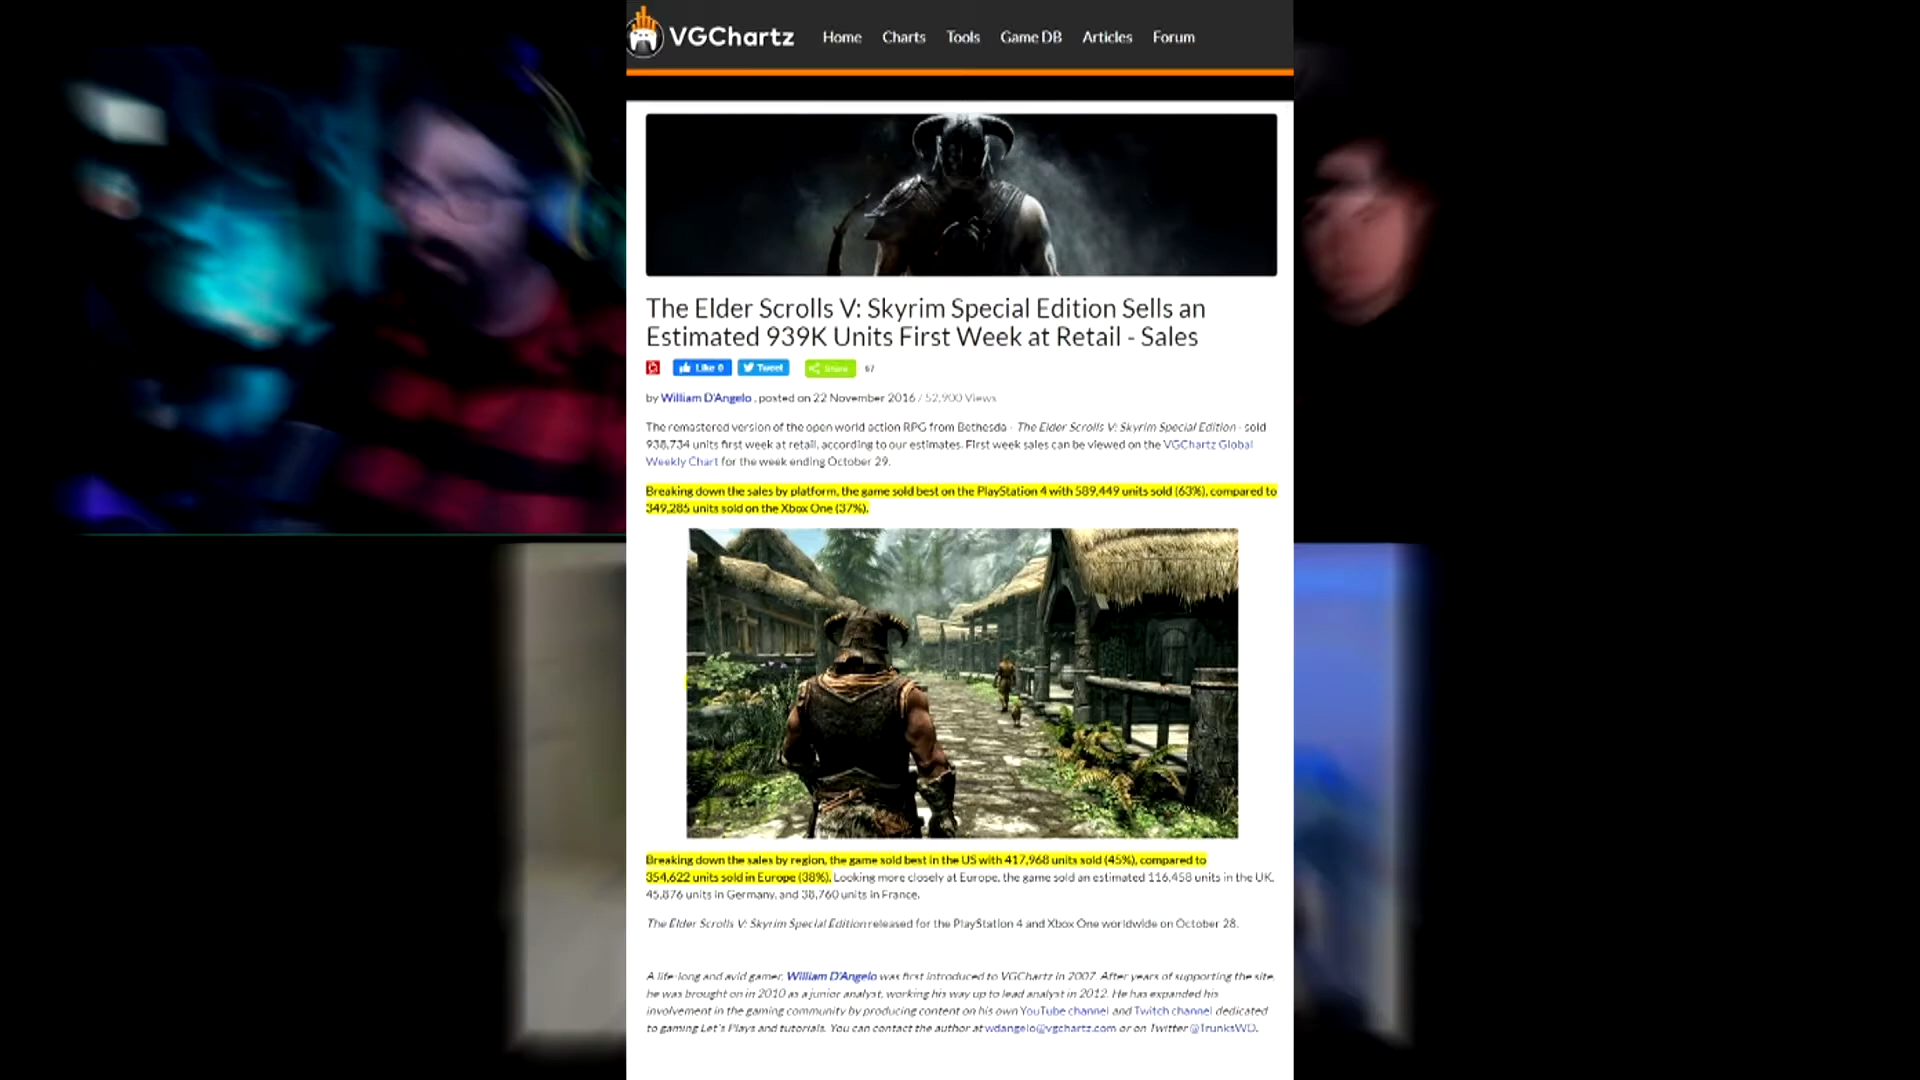 VGChartz Home Charts Tools Game DB Articles Forum
The Elder Scrolls V: Skyrim Special Edition Sells an
Estimated 939K Units First Week at Retail - Sales
Like 0 Tweet Share 67
by William D'Angelo , posted on 22 November 2016 / 52,900 Views
The remastered version of the open world action RPG from Bethesda - The Elder Scrolls V: Skyrim Special Edition - sold
938,734 units first week at retail, according to our estimates. First week sales can be viewed on the VGChartz Global
Weekly Chart for the week ending October 29.
Breaking down the sales by platform, the game sold best on the PlayStation 4 with 589,449 units sold (63%), compared to
349,285 units sold on the Xbox One (37%).
Breaking down the sales by region, the game sold best in the US with 417,968 units sold (45%), compared to
354,622 units sold in Europe (38%). Looking more closely at Europe, the game sold an estimated 116,458 units in the UK,
45,876 units in Germany, and 38,760 units in France.
The Elder Scrolls V: Skyrim Special Edition released for the PlayStation 4 and Xbox One worldwide on October 28.
A life-long and avid gamer, William D'Angelo was first introduced to VGChartz in 2007. After years of supporting the site,
he was brought on in 2010 as a junior analyst, working his way up to lead analyst in 2012. He has expanded his
involvement in the gaming community by producing content on his own YouTube channel and Twitch channel dedicated
to gaming Let's Plays and tutorials. You can contact the author at wdangelo@vgchartz.com or on Twitter @TrunksWD.